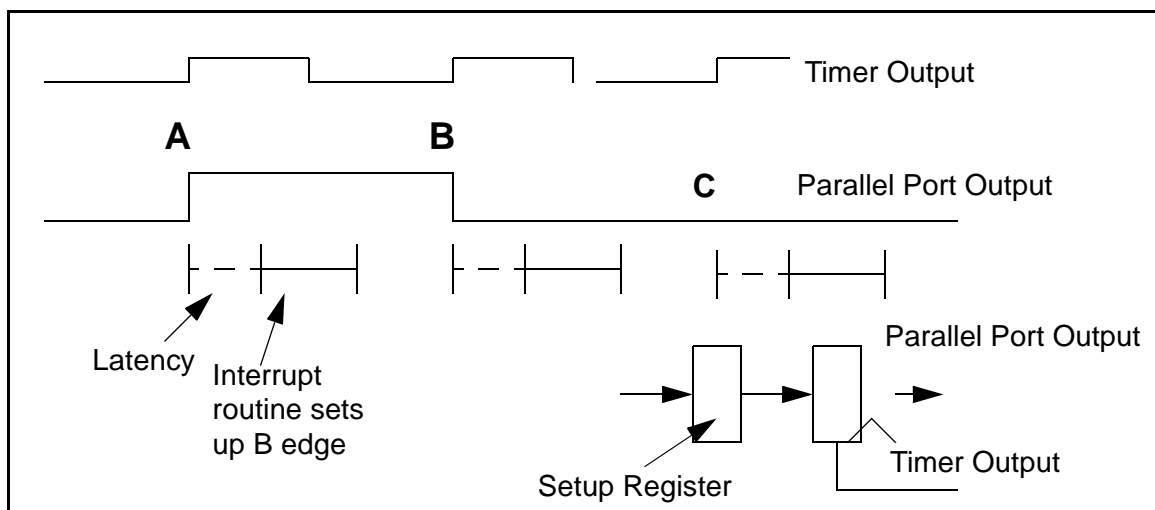 Timer Output
A
B
C
Parallel Port Output
Latency
Interrupt
routine sets
up B edge
Parallel Port Output
Setup Register
Timer Output